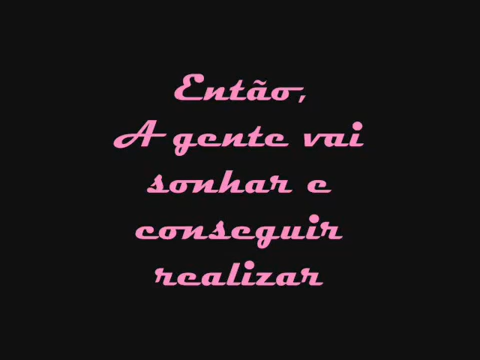 Então,
A gente vai
sonhar e
conseguir
realizar